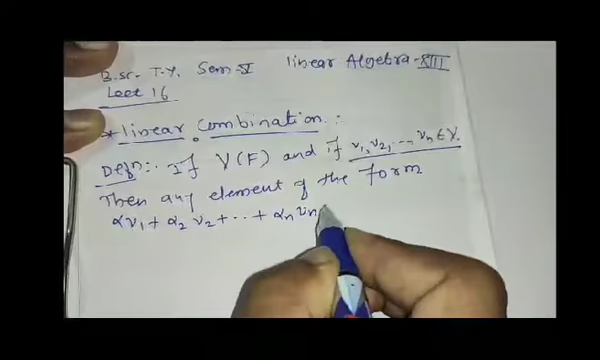 B.Sc. T.Y. Sem-V linear Algebra-XIII
Lect 16
* linear combination :
Defn:- If V(F) and if v1, v2, ..., vn ∈ V.
Then any element of the form
αv1 + α2 v2 + .. + αn vn